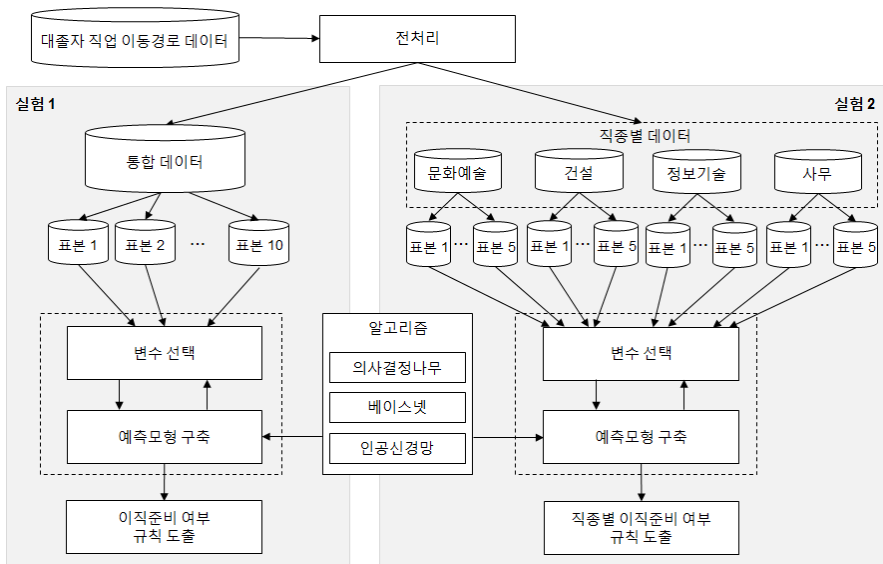 대졸자 직업 이동경로 데이터
전처리
실험 1
통합 데이터
표본 1
표본 2
...
표본 10
변수 선택
예측모형 구축
이직준비 여부
규칙 도출
알고리즘
의사결정나무
베이스넷
인공신경망
실험 2
직종별 데이터
문화예술
건설
정보기술
사무
표본 1
...
표본 5
표본 1
...
표본 5
표본 1
...
표본 5
표본 1
...
표본 5
변수 선택
예측모형 구축
직종별 이직준비 여부
규칙 도출